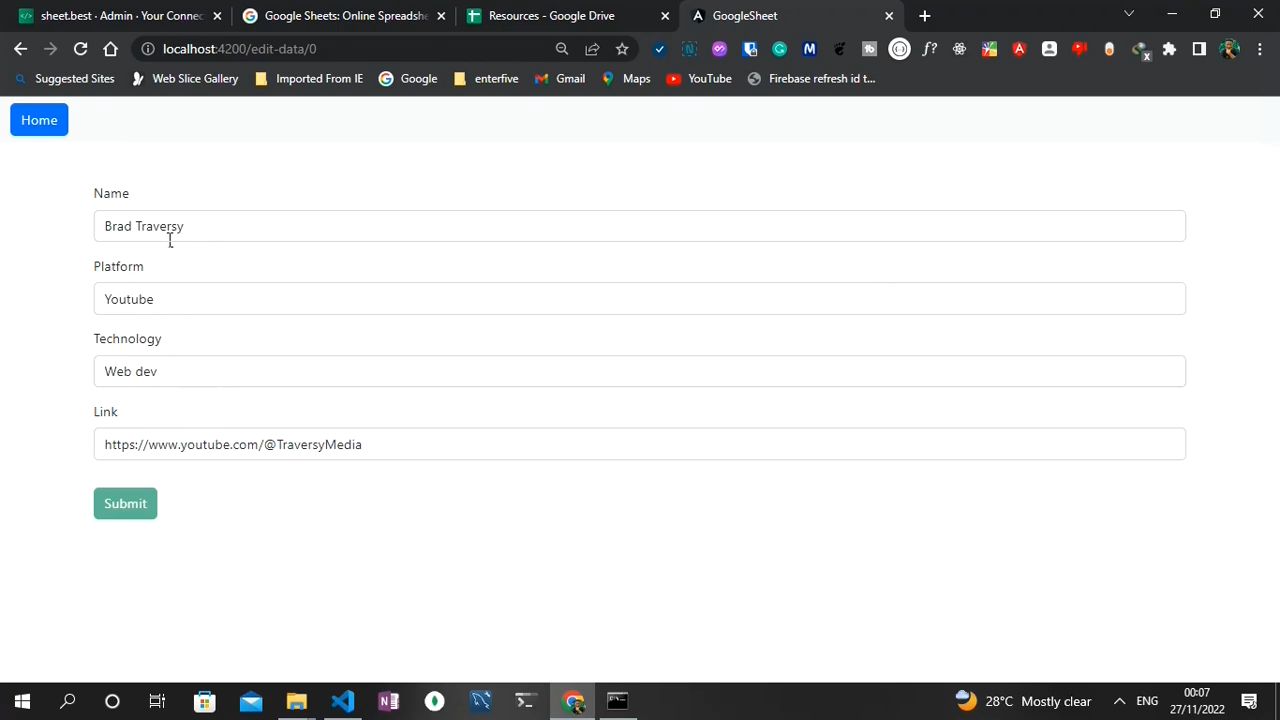 sheet.best - Admin - Your Connec
Google Sheets: Online Spreadshe
Resources - Google Drive
GoogleSheet
localhost:4200/edit-data/0
Suggested Sites
Web Slice Gallery
Imported From IE
Google
enterfive
Gmail
Maps
YouTube
Firebase refresh id t...
Home
Name
Brad Traversy
Platform
Youtube
Technology
Web dev
Link
https://www.youtube.com/@TraversyMedia
Submit
28°C Mostly clear
ENG
00:07
27/11/2022